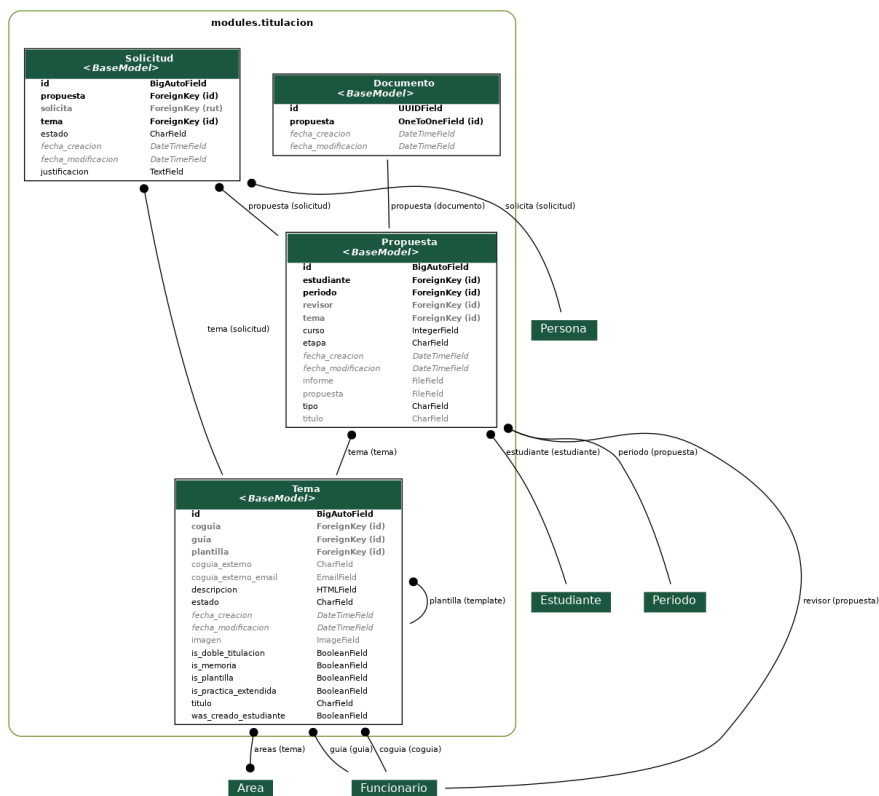 modules.titulacion
Solicitud
<BaseModel>
id BigAutoField
propuesta ForeignKey (id)
solicita ForeignKey (rut)
tema ForeignKey (id)
estado CharField
fecha_creacion DateTimeField
fecha_modificacion DateTimeField
justificacion TextField
Documento
<BaseModel>
id UUIDField
propuesta OneToOneField (id)
fecha_creacion DateTimeField
fecha_modificacion DateTimeField
propuesta (solicitud)
propuesta (documento)
solicita (solicitud)
Propuesta
<BaseModel>
id BigAutoField
estudiante ForeignKey (id)
periodo ForeignKey (id)
revisor ForeignKey (id)
tema ForeignKey (id)
curso IntegerField
etapa CharField
fecha_creacion DateTimeField
fecha_modificacion DateTimeField
informe FileField
propuesta FileField
tipo CharField
titulo CharField
Persona
tema (solicitud)
tema (tema)
estudiante (estudiante)
periodo (propuesta)
Tema
<BaseModel>
id BigAutoField
coguia ForeignKey (id)
guia ForeignKey (id)
plantilla ForeignKey (id)
coguia_externo CharField
coguia_externo_email EmailField
descripcion HTMLField
estado CharField
fecha_creacion DateTimeField
fecha_modificacion DateTimeField
imagen ImageField
is_doble_titulacion BooleanField
is_memoria BooleanField
is_plantilla BooleanField
is_practica_extendida BooleanField
titulo CharField
was_creado_estudiante BooleanField
plantilla (template)
Estudiante
Periodo
revisor (propuesta)
areas (tema)
guia (guia)
coguia (coguia)
Area
Funcionario